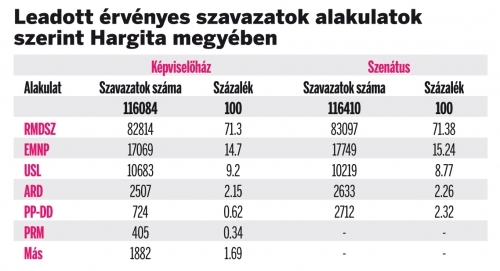 Leadott érvényes szavazatok alakulatok
szerint Hargita megyében
Képviselőház Szenátus
Alakulat Szavazatok száma Százalék Szavazatok száma Százalék
116084 100 116410 100
RMDSZ 82814 71.3 83097 71.38
EMNP 17069 14.7 17749 15.24
USL 10683 9.2 10219 8.77
ARD 2507 2.15 2633 2.26
PP-DD 724 0.62 2712 2.32
PRM 405 0.34 - -
Más 1882 1.69 - -